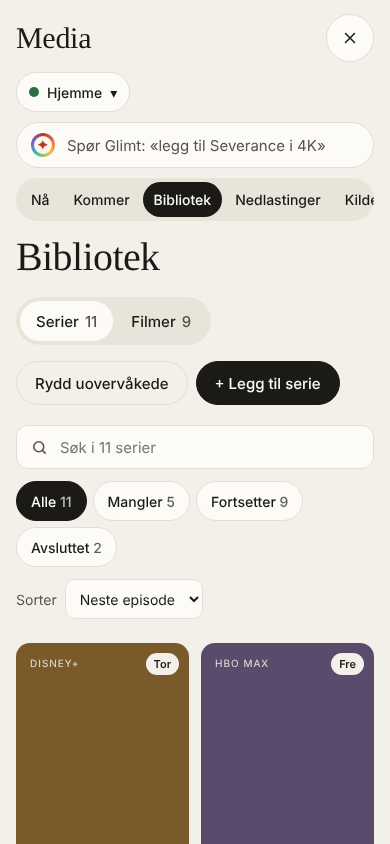 Media
Hjemme ▾
Spør Glimt: «legg til Severance i 4K»
Nå Kommer Bibliotek Nedlastinger Kilde
Bibliotek
Serier 11 Filmer 9
Rydd uovervåkede + Legg til serie
Søk i 11 serier
Alle 11 Mangler 5 Fortsetter 9
Avsluttet 2
Sorter Neste episode
DISNEY+ Tor HBO MAX Fre